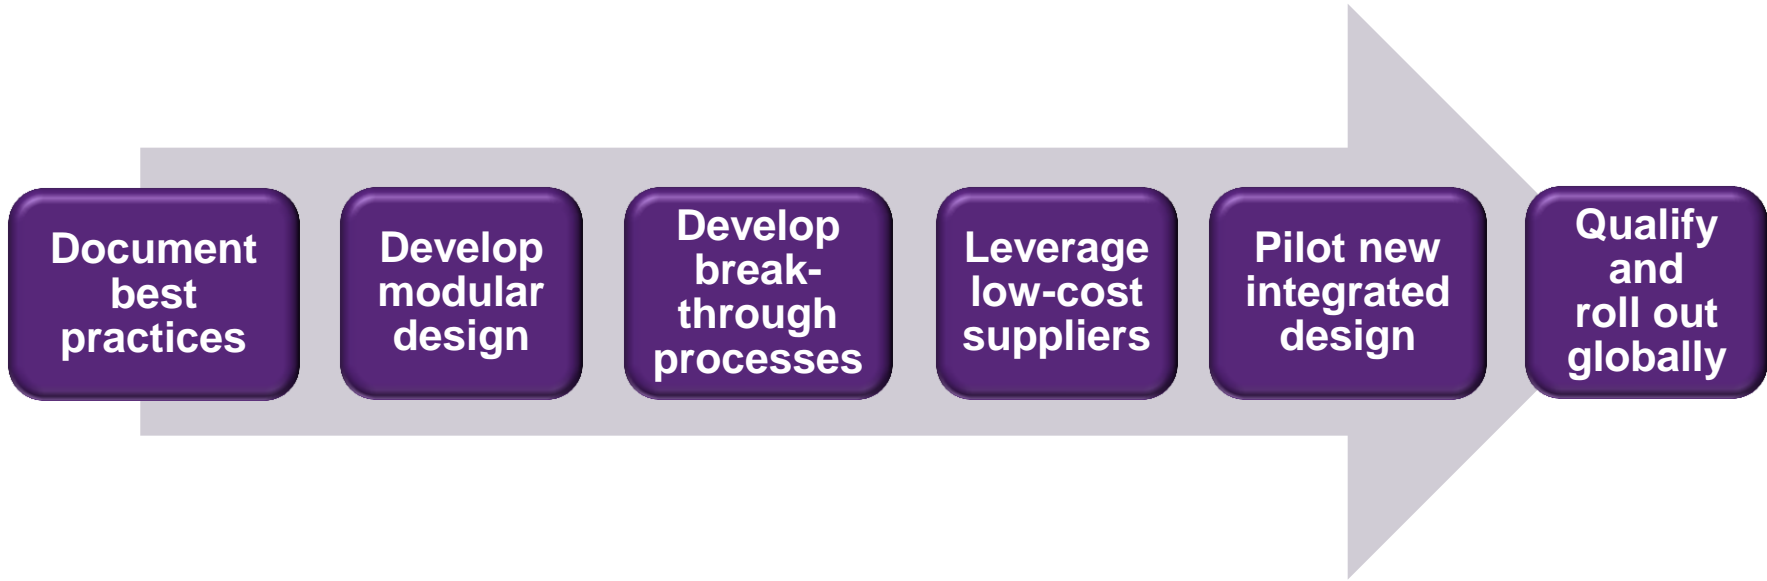 Document
best
practices
Develop
modular
design
Develop
break-
through
processes
Leverage
low-cost
suppliers
Pilot new
integrated
design
Qualify
and
roll out
globally